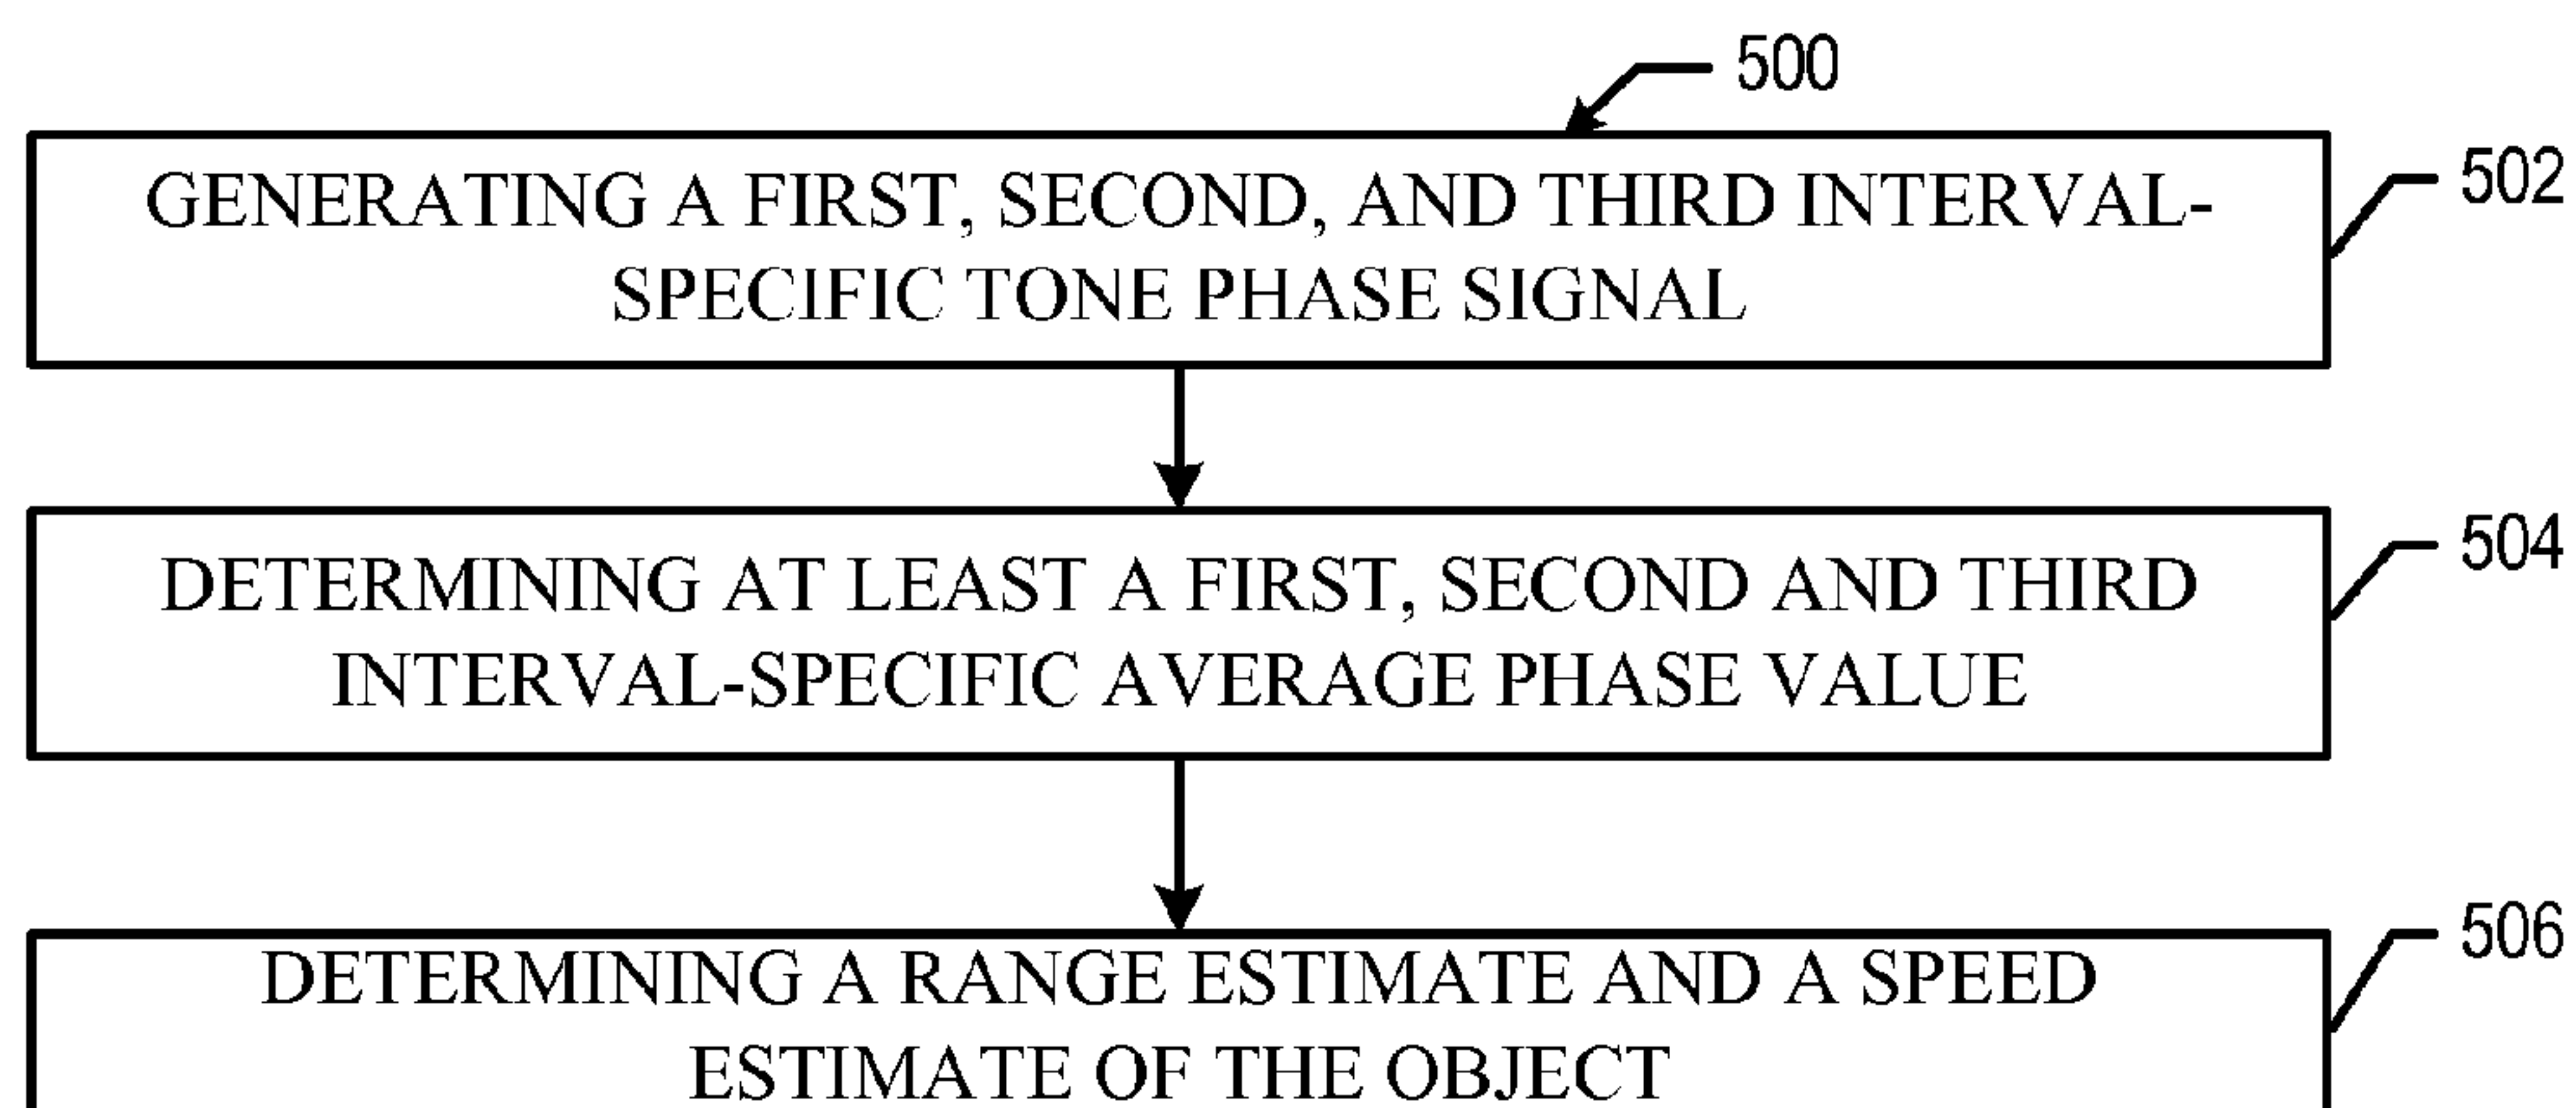 500
GENERATING A FIRST, SECOND, AND THIRD INTERVAL-
SPECIFIC TONE PHASE SIGNAL
502
DETERMINING AT LEAST A FIRST, SECOND AND THIRD
INTERVAL-SPECIFIC AVERAGE PHASE VALUE
504
DETERMINING A RANGE ESTIMATE AND A SPEED
ESTIMATE OF THE OBJECT
506